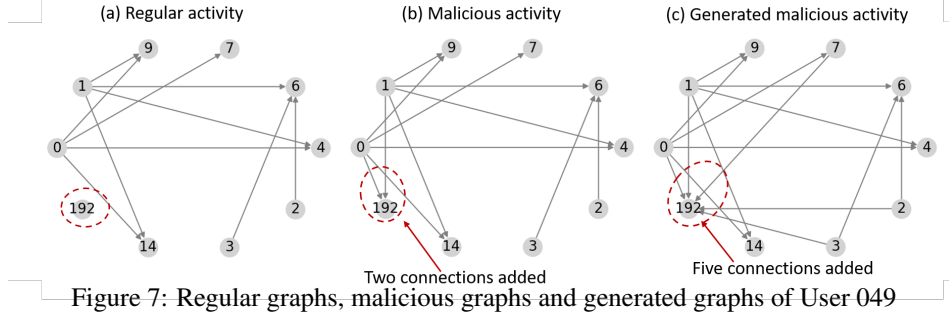 (a) Regular activity (b) Malicious activity (c) Generated malicious activity
9 7 9 7 9 7
1 6 1 6 1 6
0 4 0 4 0 4
192 2 192 2 192 2
14 3 14 3 14 3
Two connections added Five connections added
Figure 7: Regular graphs, malicious graphs and generated graphs of User 049